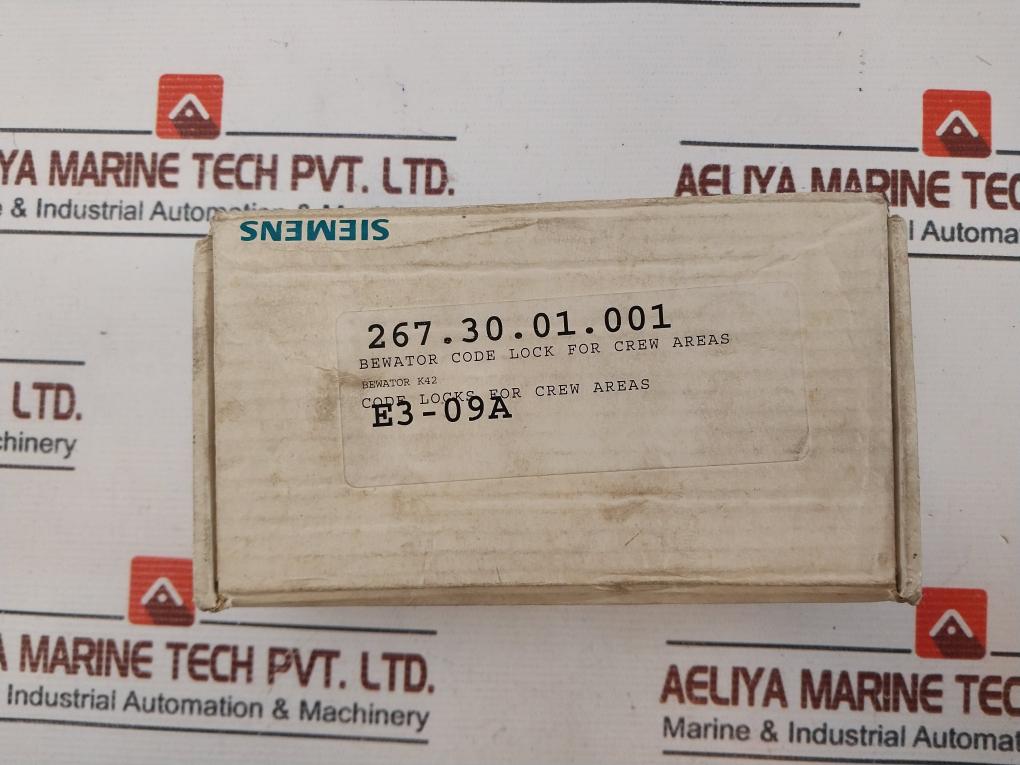 YA MARINE TECH PVT. LTD.
& Industrial
AELIYA MARINE TEC
l Automa
SIEMENS
267.30.01.001
BEWATOR CODE LOCK FOR CREW AREAS
BEWATOR K42
CODE LOCKS FOR CREW AREAS
E3-09A
LTD.
chinery
A MARINE TECH PVT. LTD.
Industrial Automation & Machinery
AELIYA MARINE TEC
Marine & Industrial Automat